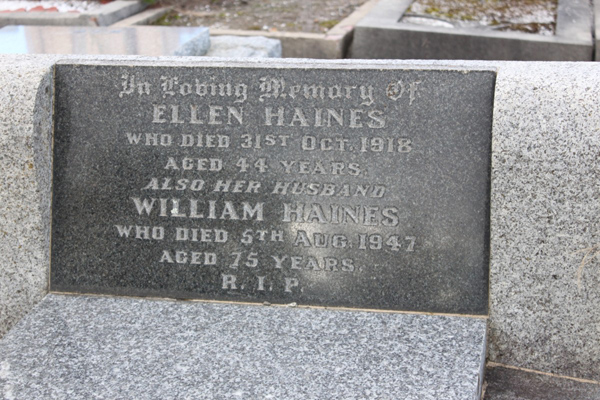 In Loving Memory Of
ELLEN HAINES
WHO DIED 31ST OCT. 1918
AGED 44 YEARS.
ALSO HER HUSBAND
WILLIAM HAINES
WHO DIED 5TH AUG. 1947
AGED 75 YEARS.
R. I. P.